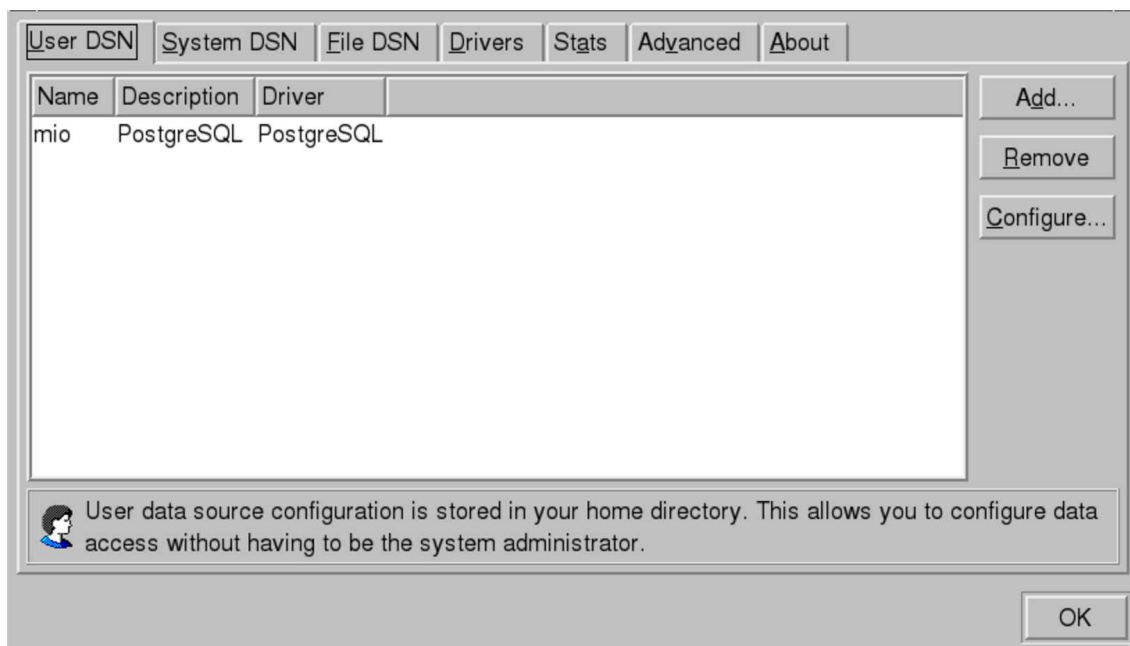 User DSN System DSN File DSN Drivers Stats Advanced About
Name Description Driver
mio PostgreSQL PostgreSQL
Add...
Remove
Configure...
User data source configuration is stored in your home directory. This allows you to configure data
access without having to be the system administrator.
OK